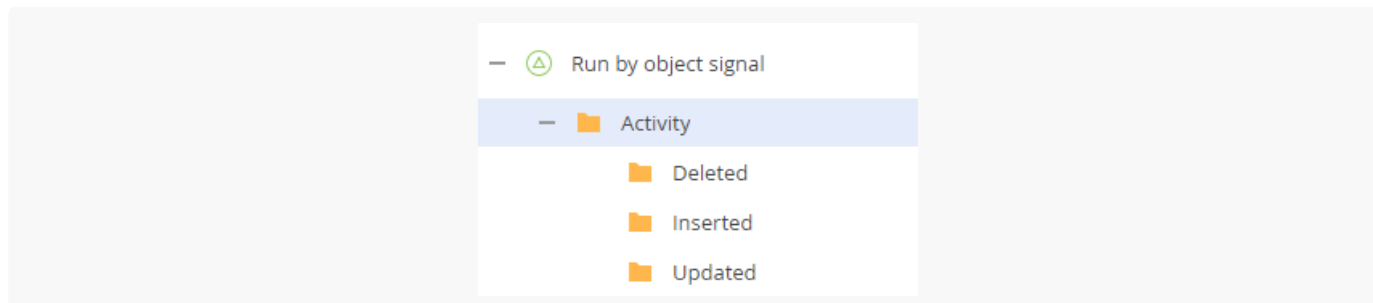 Run by object signal
Activity
Deleted
Inserted
Updated